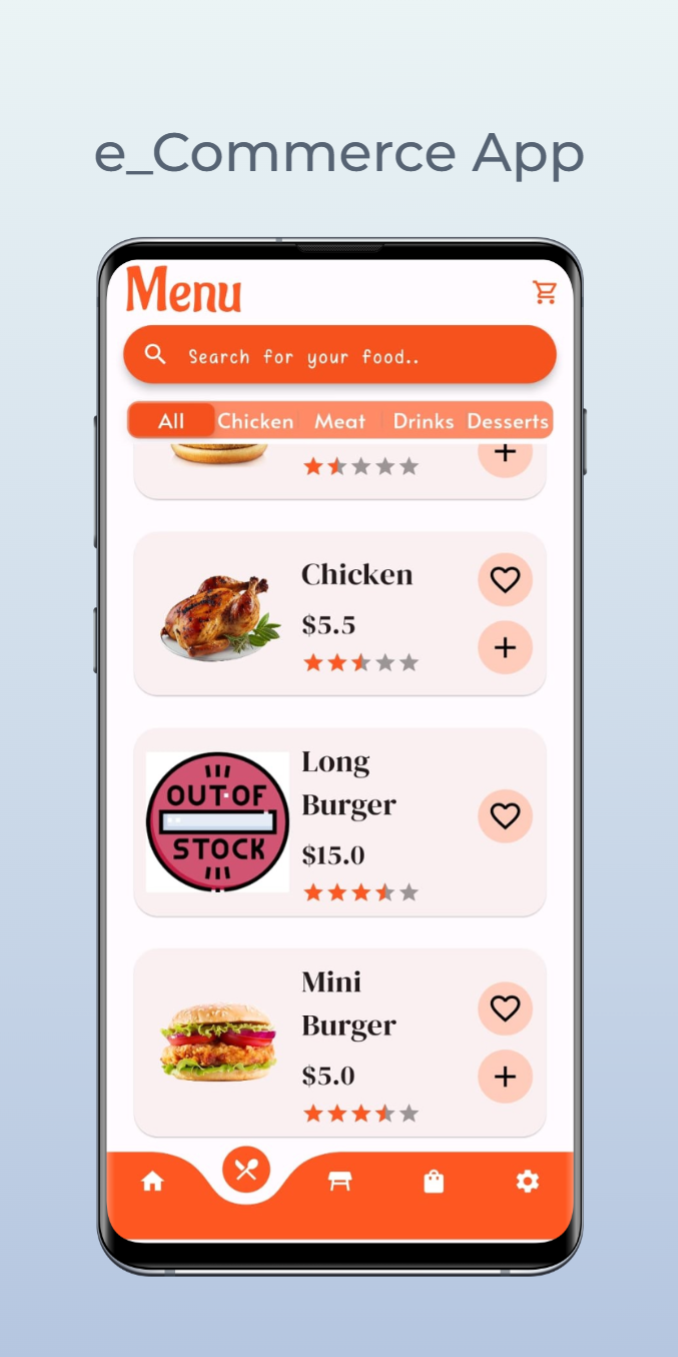 e_Commerce App
Menu
Search for your food..
All Chicken Meat Drinks Desserts
Chicken
$5.5
OUT OF
STOCK
Long
Burger
$15.0
Mini
Burger
$5.0